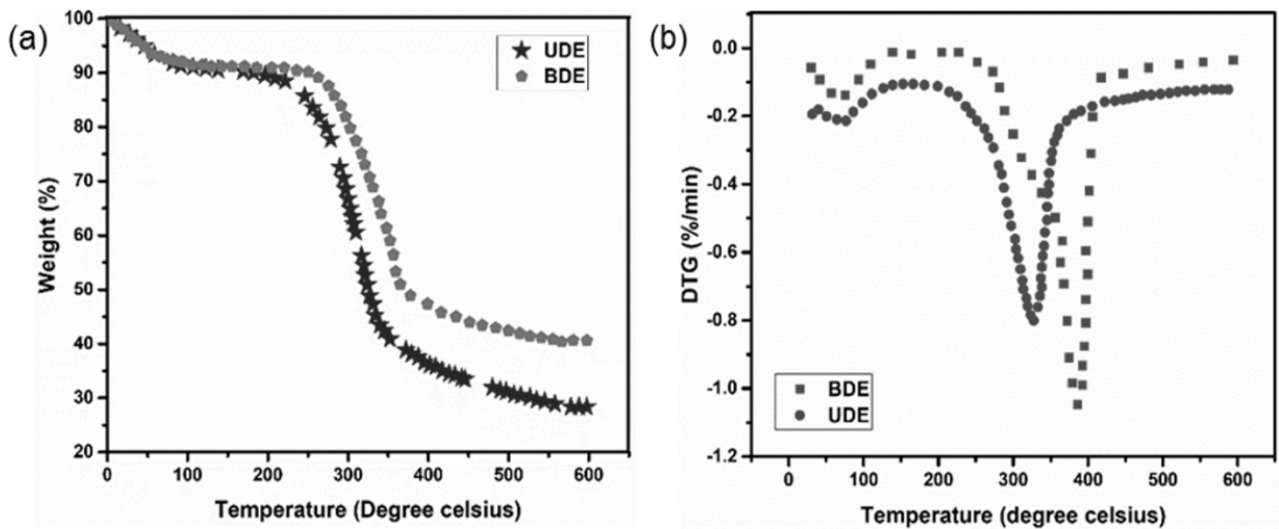 (a)
100
90
80
70
60
50
40
30
20
Weight (%)
UDE
BDE
0 100 200 300 400 500 600
Temperature (Degree celsius)
(b)
0.0
-0.2
-0.4
-0.6
-0.8
-1.0
-1.2
DTG (%/min)
BDE
UDE
0 100 200 300 400 500 600
Temperature (degree celsius)